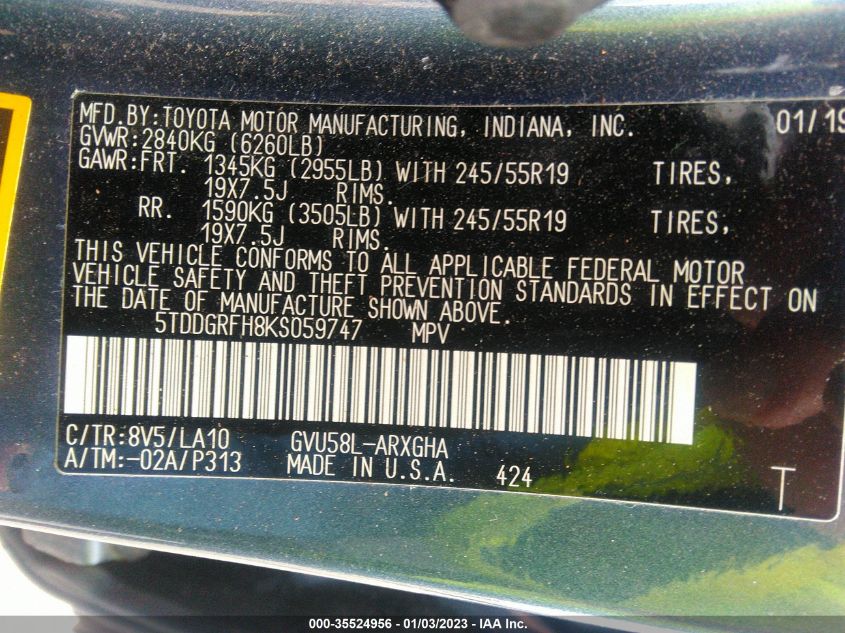 MFD.BY:TOYOTA MOTOR MANUFACTURING, INDIANA, INC. 01/19
GVWR:2840KG (6260LB)
GAWR:FRT. 1345KG (2955LB) WITH 245/55R19 TIRES,
19X7.5J RIMS.
RR. 1590KG (3505LB) WITH 245/55R19 TIRES,
19X7.5J RIMS.
THIS VEHICLE CONFORMS TO ALL APPLICABLE FEDERAL MOTOR
VEHICLE SAFETY AND THEFT PREVENTION STANDARDS IN EFFECT ON
THE DATE OF MANUFACTURE SHOWN ABOVE.
5TDDGRFH8KS059747 MPV
C/TR:8V5/LA10 GVU58L-ARXGHA
A/TM:-02A/P313 MADE IN U.S.A. 424 T
000-35524956 - 01/03/2023 - IAA Inc.